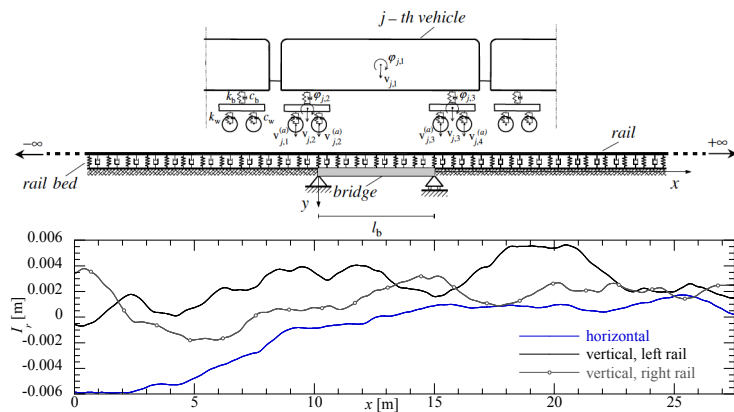 j – th vehicle
φj,1
vj,1
kb cb φj,2 φj,3
kw cw
v(a)j,1 vj,2 v(a)j,2 v(a)j,3 vj,3 v(a)j,4
−∞ rail +∞
rail bed bridge x
y
lb
0.006
0.004
0.002
0
-0.002
-0.004
-0.006
Ir [m]
horizontal
vertical, left rail
vertical, right rail
0 5 10 15 20 25
x [m]